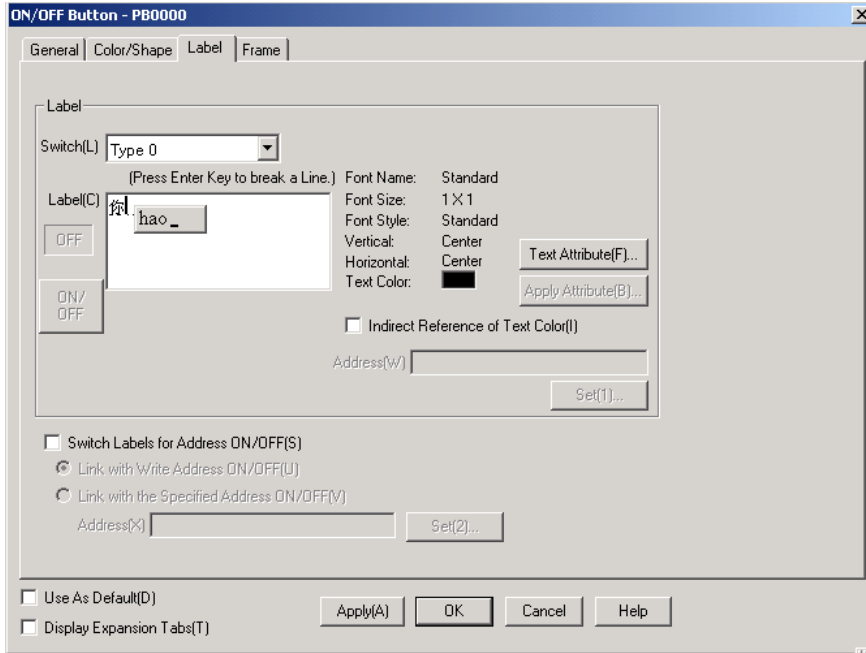 ON/OFF Button - PB0000
General Color/Shape Label Frame
Label
Switch(L) Type 0
(Press Enter Key to break a Line.) Font Name: Standard
Label(C) 你 hao_ Font Size: 1 X 1
OFF Font Style: Standard
Vertical: Center
Horizontal: Center Text Attribute(F)...
ON/OFF Text Color: Apply Attribute(B)...
Indirect Reference of Text Color(I)
Address(W)
Set(1)...
Switch Labels for Address ON/OFF(S)
Link with Write Address ON/OFF(U)
Link with the Specified Address ON/OFF(V)
Address(X) Set(2)...
Use As Default(D)
Display Expansion Tabs(T) Apply(A) OK Cancel Help